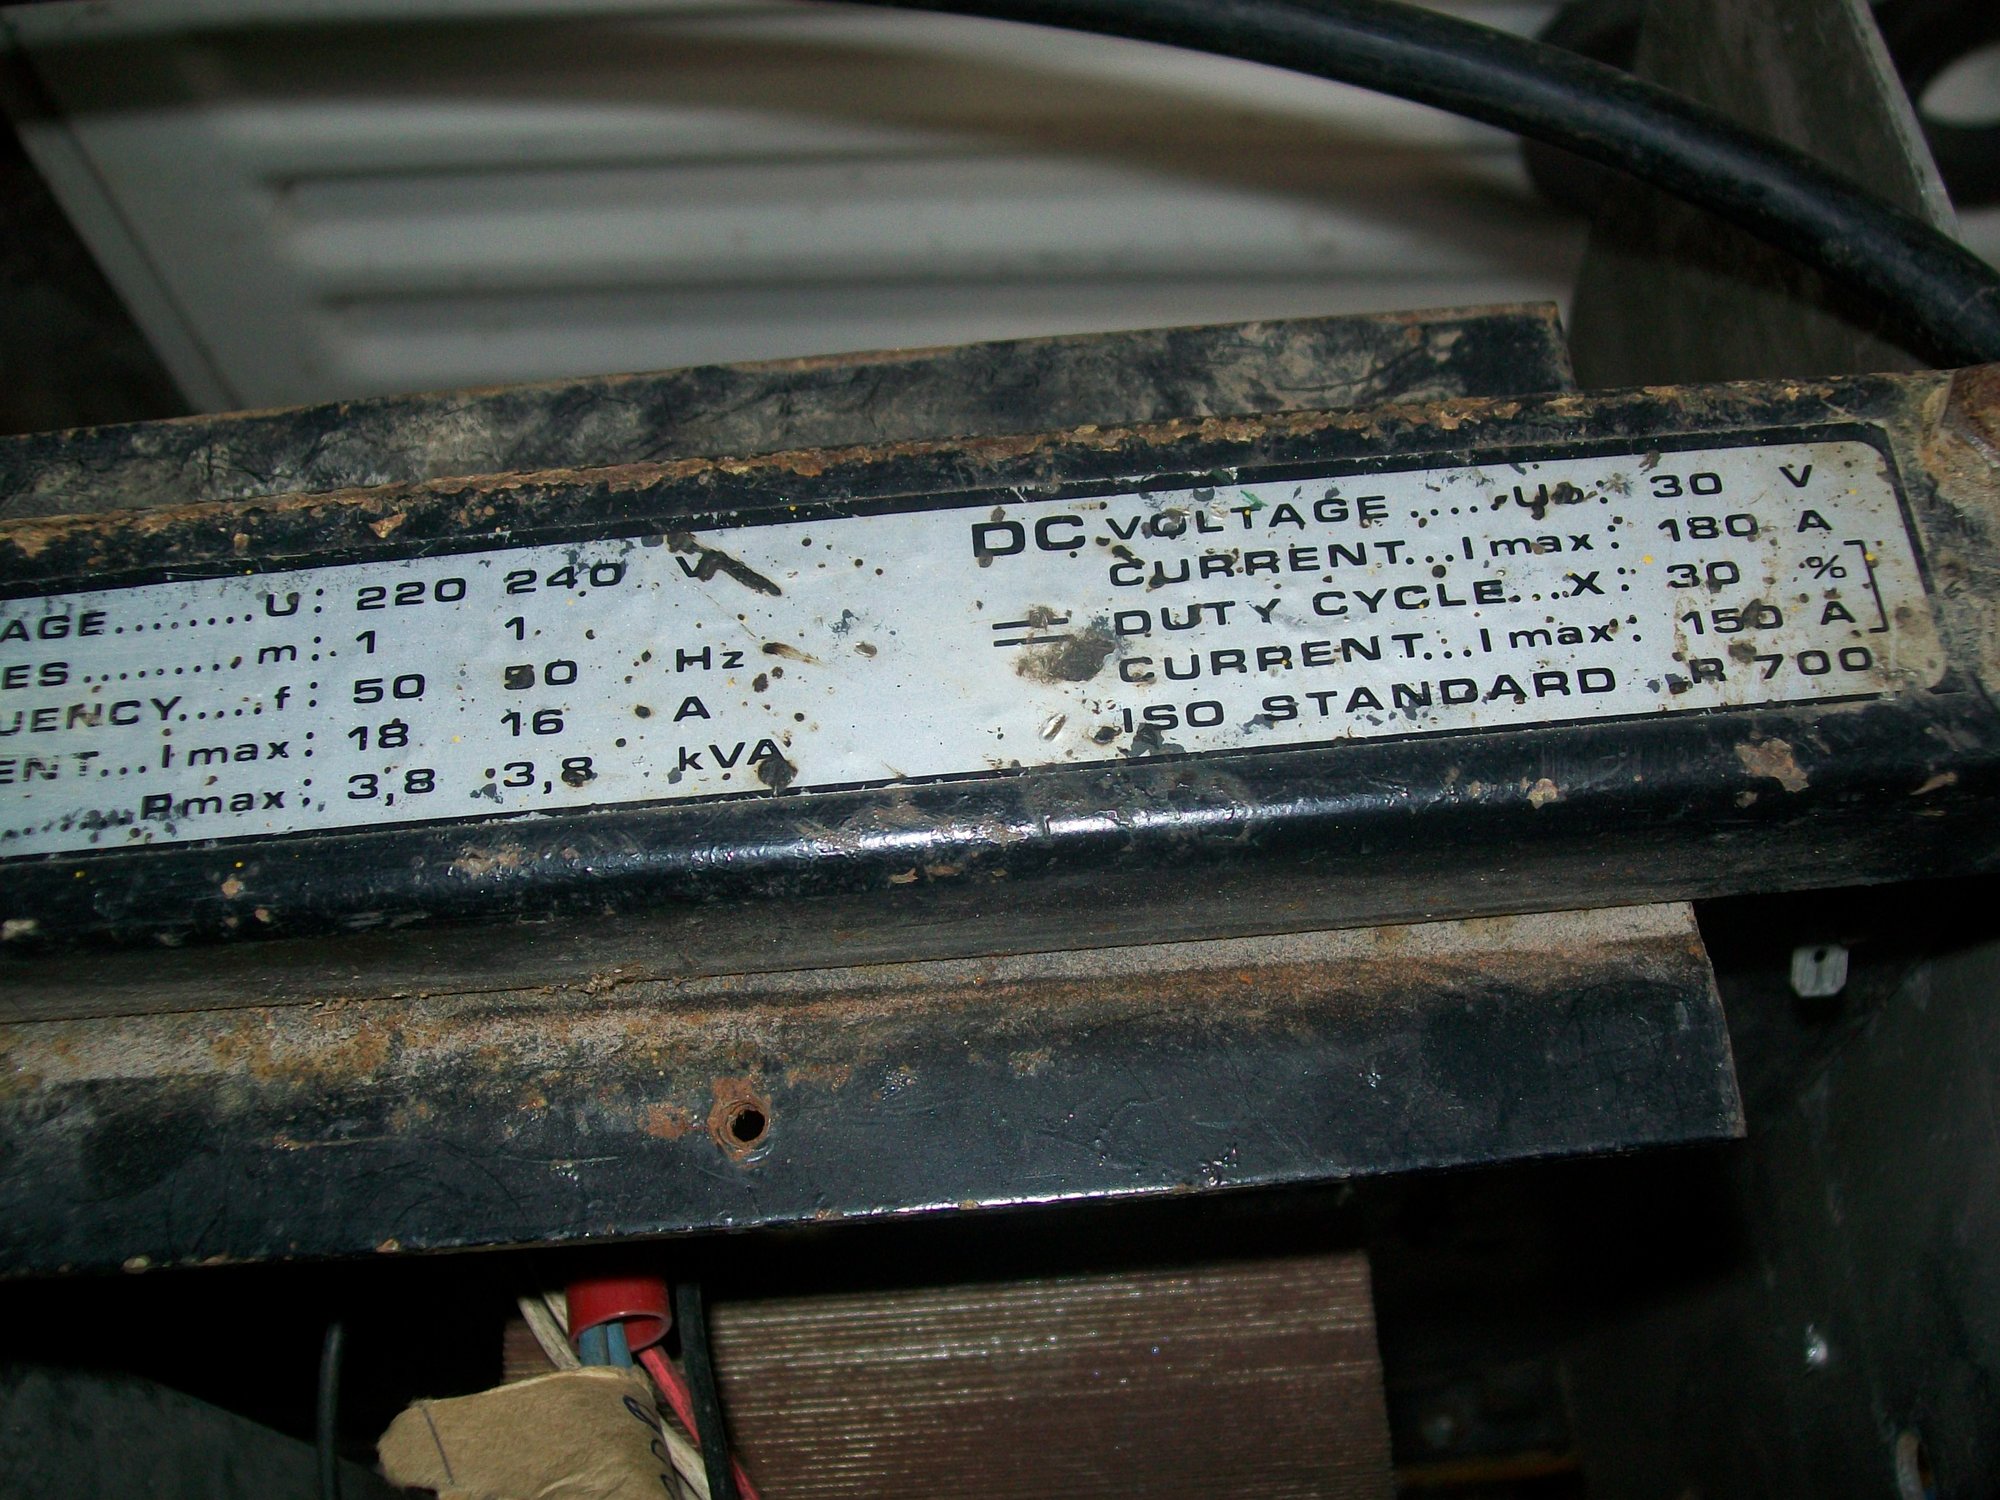 AGE........U: 220 240 V
ES.........m: 1 1
UENCY.....f: 50 50 Hz
ENT...Imax: 18 16 A
........Pmax: 3,8 3,8 kVA
DC VOLTAGE.....Uo: 30 V
CURRENT...Imax: 180 A
DUTY CYCLE...X: 30 %
CURRENT...Imax: 150 A
ISO STANDARD R 700